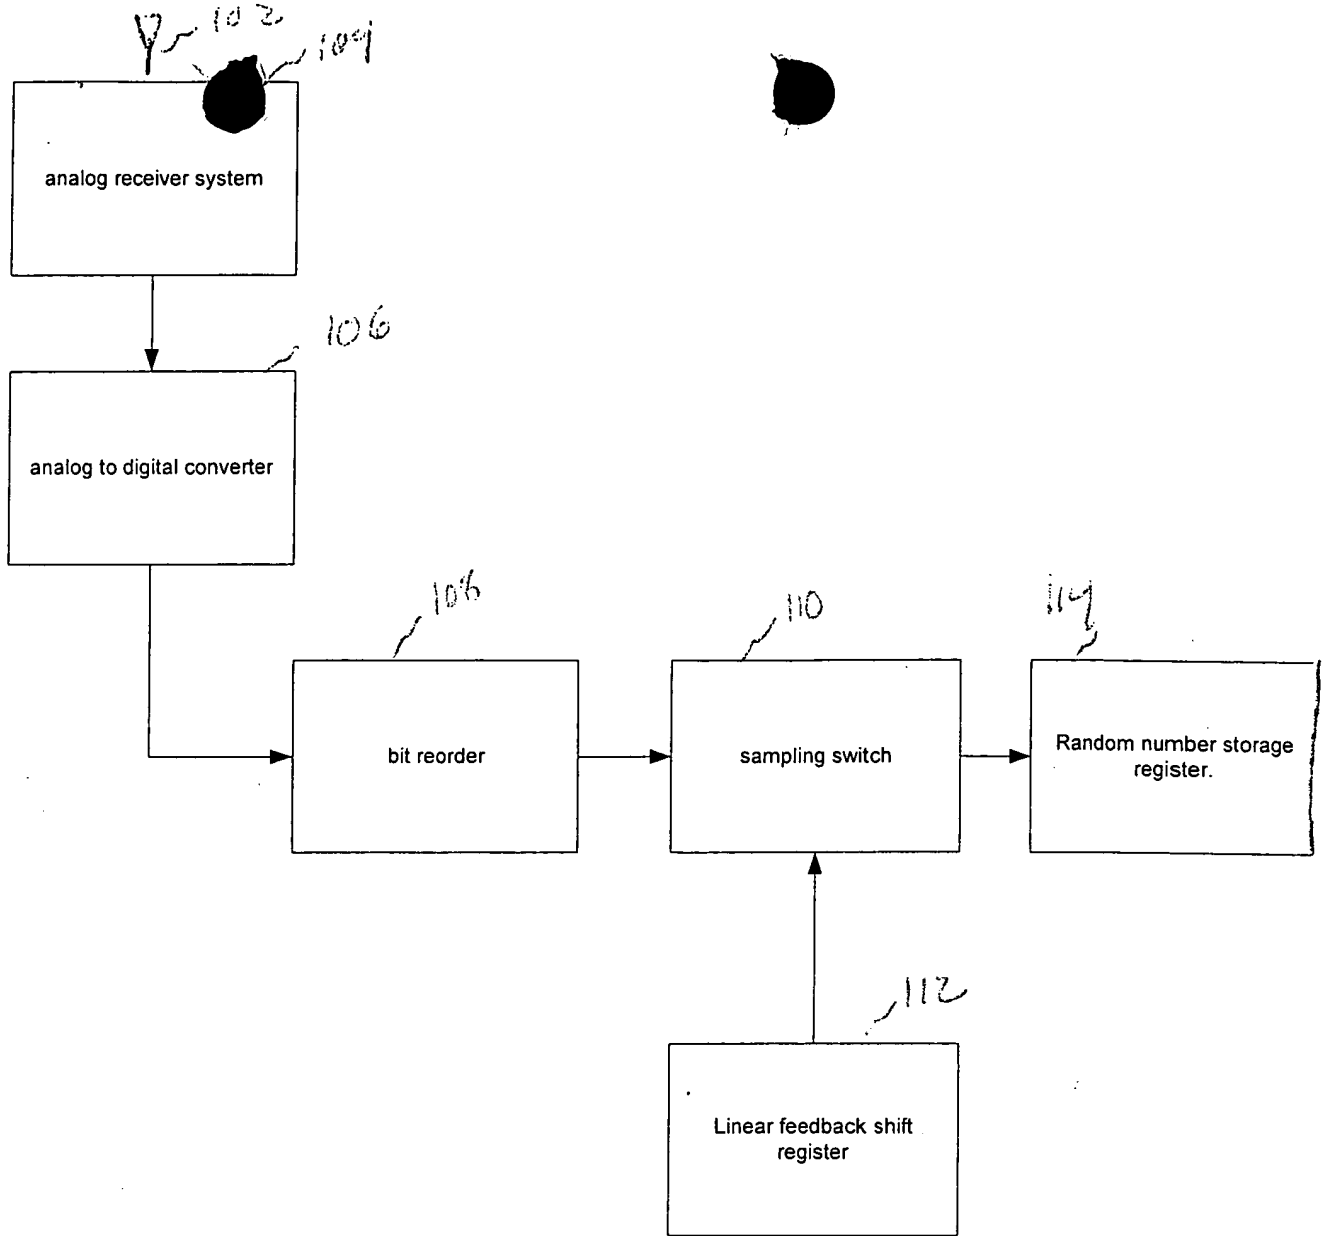 102
104
analog receiver system
106
analog to digital converter
108
110
114
bit reorder
sampling switch
Random number storage
register.
112
Linear feedback shift
register